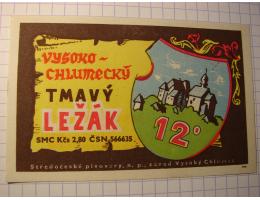 VYSOKO-
CHLUMECKÝ
TMAVÝ
LEŽÁK
SMC Kčs 2,80 ČSN 566635
12°
Středočeské pivovary, n. p., závod Vysoký Chlumec